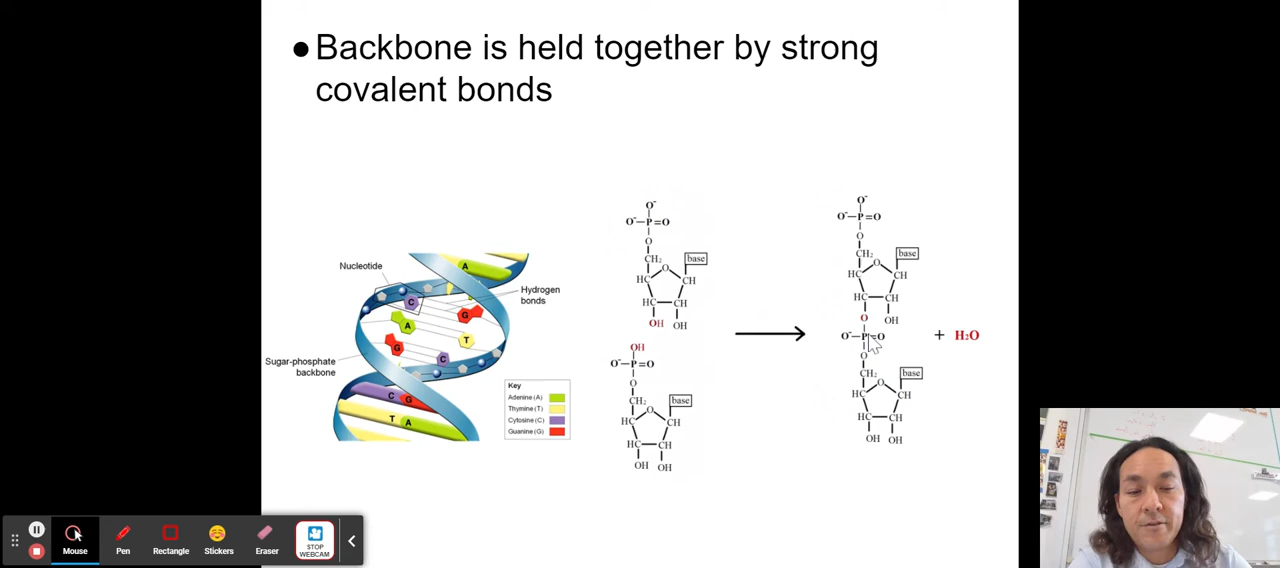 ● Backbone is held together by strong
covalent bonds
Nucleotide
Hydrogen
bonds
Sugar-phosphate
backbone
A
C
G
A
T
G
C
C G
T A
Key
Adenine (A)
Thymine (T)
Cytosine (C)
Guanine (G)
O⁻
O⁻—P=O
O
CH₂
base
O
HC CH
HC—CH
OH OH
OH
O⁻—P=O
O
CH₂
base
O
HC CH
HC—CH
OH OH
O⁻
O⁻—P=O
O
CH₂
base
O
HC CH
HC—CH
O OH
O⁻—P=O
O
CH₂
base
O
HC CH
HC—CH
OH OH
+ H₂O
Mouse
Pen
Rectangle
Stickers
Eraser
STOP
WEBCAM